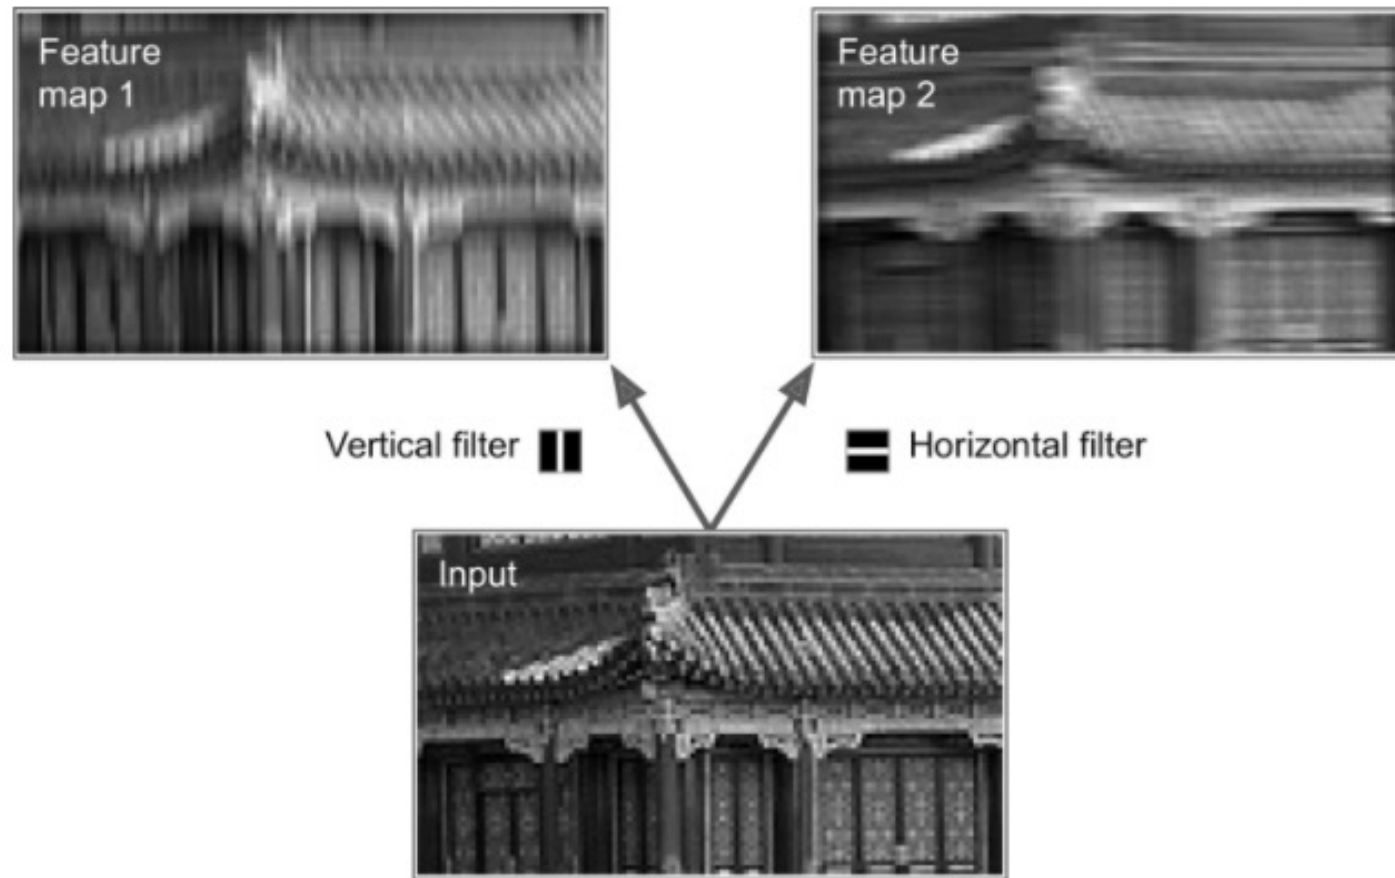 Feature
map 1
Feature
map 2
Vertical filter
Horizontal filter
Input